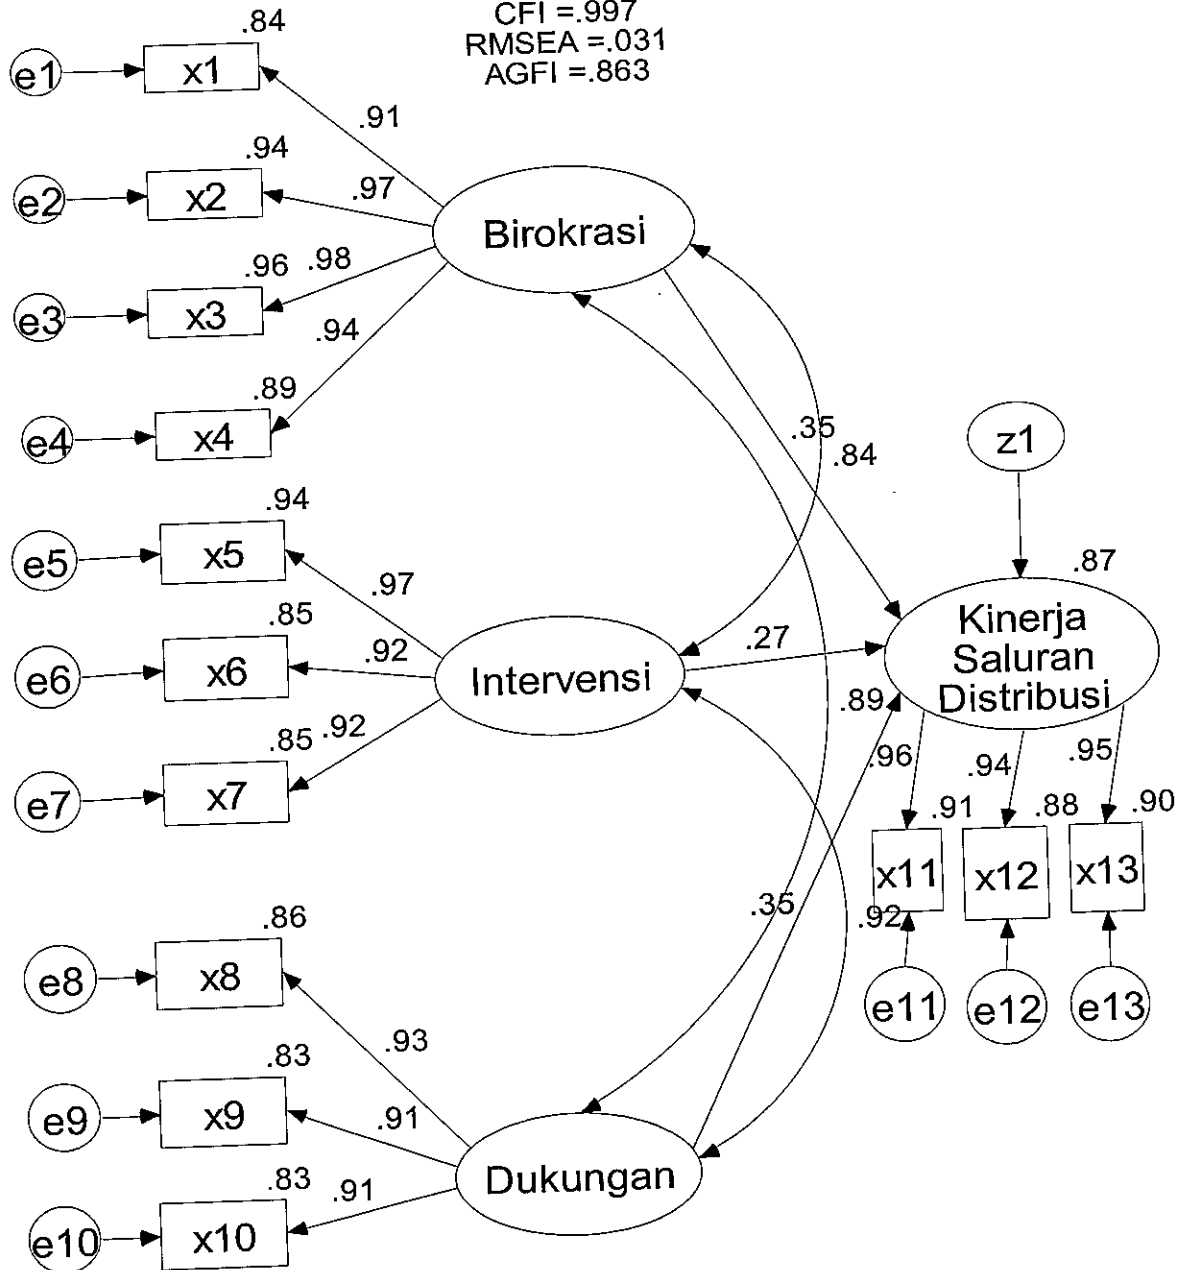 CFI =.997
RMSEA =.031
AGFI =.863
.84
e1
x1
.91
.94
e2
x2
.97
Birokrasi
.96
.98
e3
x3
.94
.89
e4
x4
.35
.84
z1
.94
e5
x5
.97
.87
.85
e6
x6
.92
Intervensi
.27
Kinerja
Saluran
Distribusi
.85
.92
e7
x7
.89
.96
.94
.95
.91
.88
.90
x11
x12
x13
.86
e8
x8
.35
.92
e11
e12
e13
.93
.83
e9
x9
.91
.83
.91
e10
x10
Dukungan